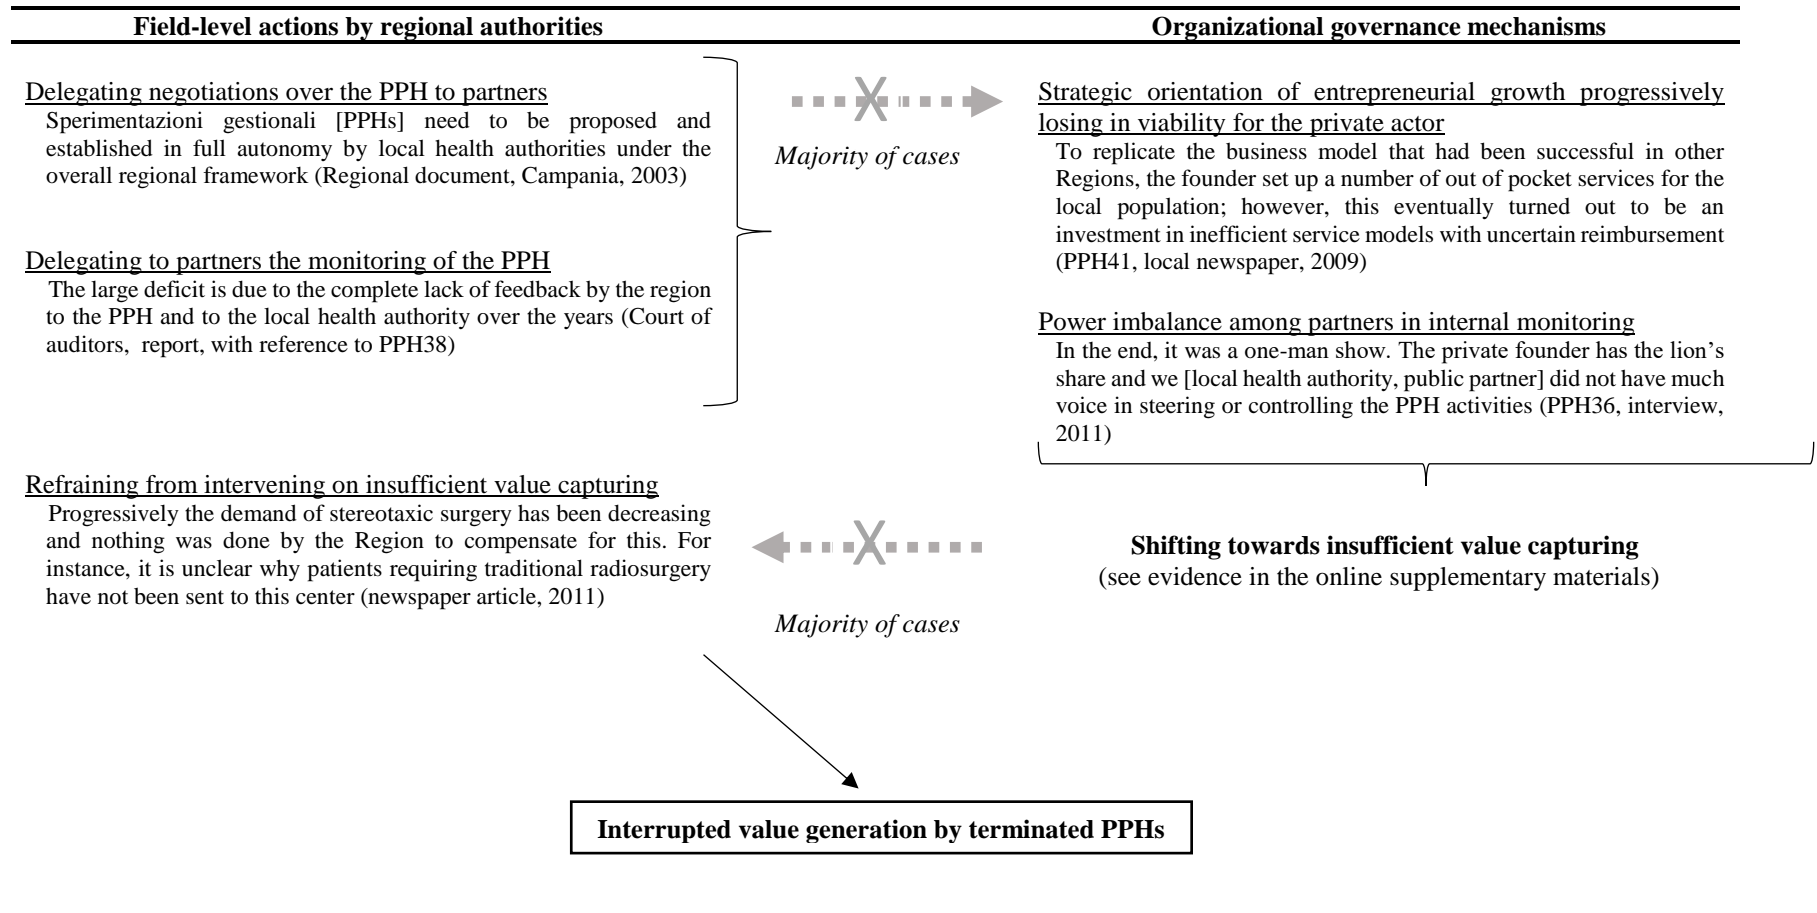 Field-level actions by regional authorities
Organizational governance mechanisms
Delegating negotiations over the PPH to partners
Sperimentazioni gestionali [PPHs] need to be proposed and
established in full autonomy by local health authorities under the
overall regional framework (Regional document, Campania, 2003)
Delegating to partners the monitoring of the PPH
The large deficit is due to the complete lack of feedback by the region
to the PPH and to the local health authority over the years (Court of
auditors, report, with reference to PPH38)
X
Majority of cases
Strategic orientation of entrepreneurial growth progressively
losing in viability for the private actor
To replicate the business model that had been successful in other
Regions, the founder set up a number of out of pocket services for the
local population; however, this eventually turned out to be an
investment in inefficient service models with uncertain reimbursement
(PPH41, local newspaper, 2009)
Power imbalance among partners in internal monitoring
In the end, it was a one-man show. The private founder has the lion's
share and we [local health authority, public partner] did not have much
voice in steering or controlling the PPH activities (PPH36, interview,
2011)
Refraining from intervening on insufficient value capturing
Progressively the demand of stereotaxic surgery has been decreasing
and nothing was done by the Region to compensate for this. For
instance, it is unclear why patients requiring traditional radiosurgery
have not been sent to this center (newspaper article, 2011)
X
Majority of cases
Shifting towards insufficient value capturing
(see evidence in the online supplementary materials)
Interrupted value generation by terminated PPHs